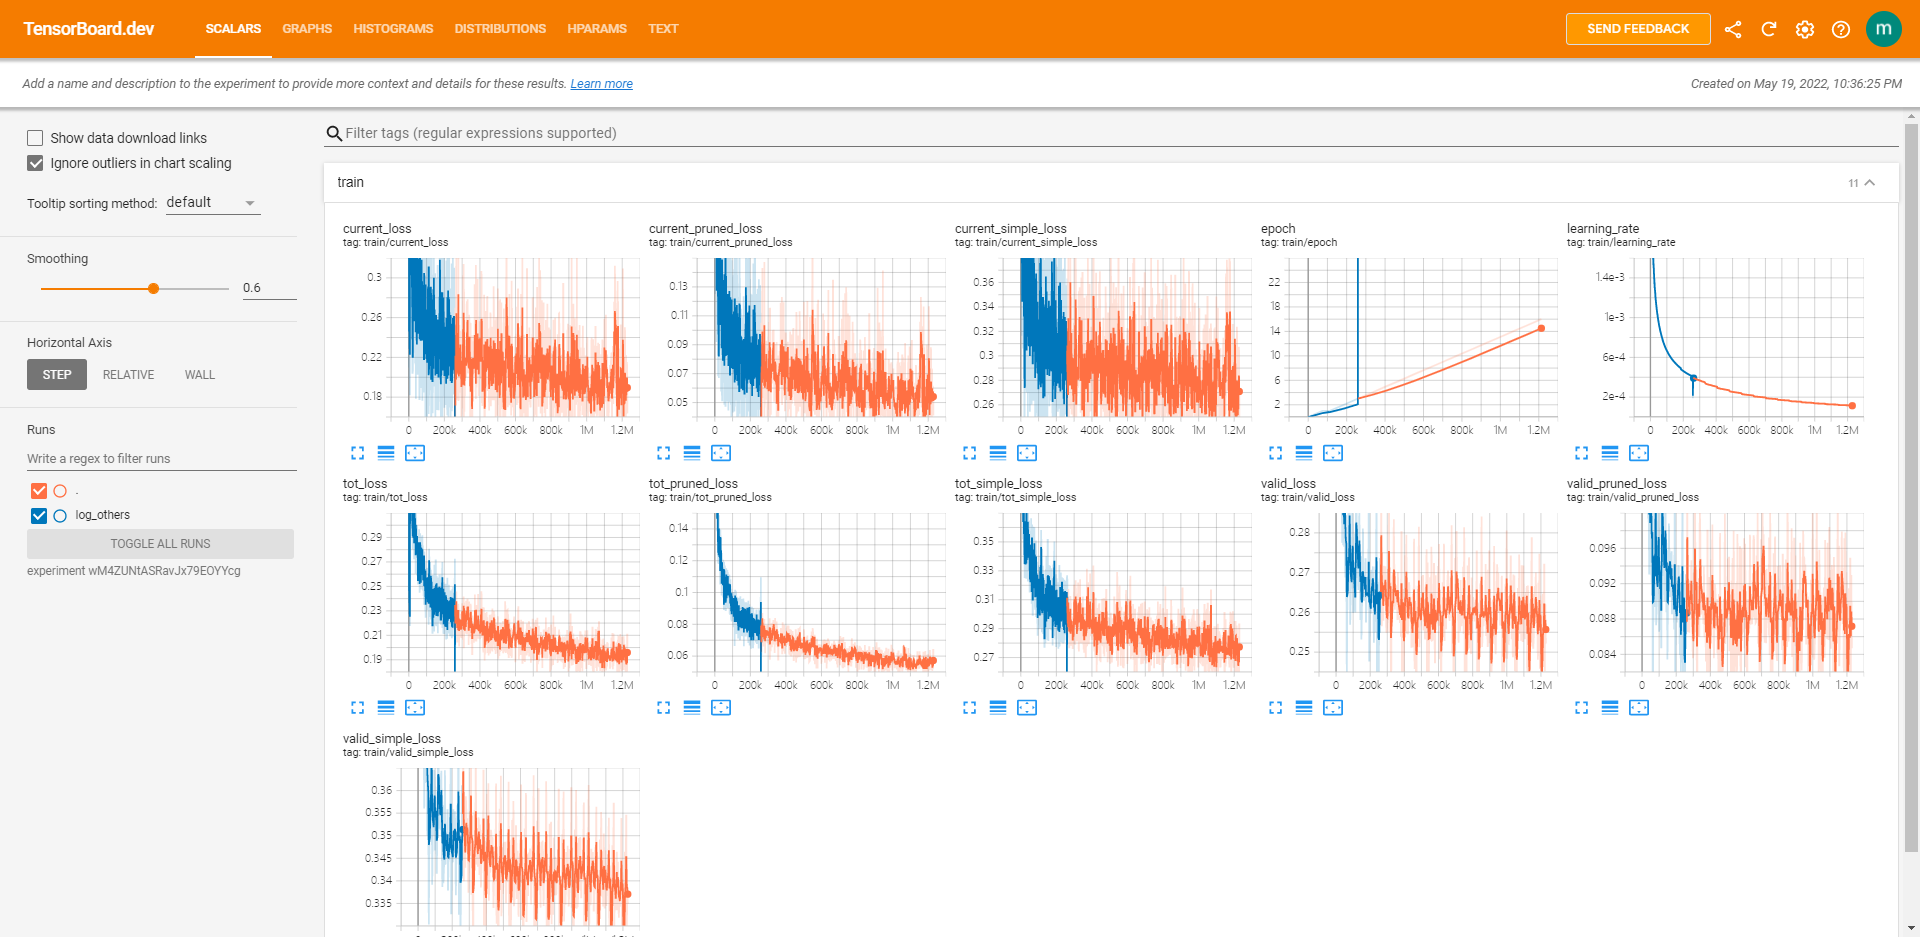 TensorBoard.dev SCALARS GRAPHS HISTOGRAMS DISTRIBUTIONS HPARAMS TEXT SEND FEEDBACK m
Add a name and description to the experiment to provide more context and details for these results. Learn more Created on May 19, 2022, 10:36:25 PM
Show data download links
Ignore outliers in chart scaling
Tooltip sorting method: default
Smoothing
0.6
Horizontal Axis
STEP RELATIVE WALL
Runs
Write a regex to filter runs
.
log_others
TOGGLE ALL RUNS
experiment wM4ZUNtASRavJx79EOYYcg
Filter tags (regular expressions supported)
train 11
current_loss
tag: train/current_loss
0.3
0.26
0.22
0.18
0 200k 400k 600k 800k 1M 1.2M
current_pruned_loss
tag: train/current_pruned_loss
0.13
0.11
0.09
0.07
0.05
0 200k 400k 600k 800k 1M 1.2M
current_simple_loss
tag: train/current_simple_loss
0.36
0.34
0.32
0.3
0.28
0.26
0 200k 400k 600k 800k 1M 1.2M
epoch
tag: train/epoch
22
18
14
10
6
2
0 200k 400k 600k 800k 1M 1.2M
learning_rate
tag: train/learning_rate
1.4e-3
1e-3
6e-4
2e-4
0 200k 400k 600k 800k 1M 1.2M
tot_loss
tag: train/tot_loss
0.29
0.27
0.25
0.23
0.21
0.19
0 200k 400k 600k 800k 1M 1.2M
tot_pruned_loss
tag: train/tot_pruned_loss
0.14
0.12
0.1
0.08
0.06
0 200k 400k 600k 800k 1M 1.2M
tot_simple_loss
tag: train/tot_simple_loss
0.35
0.33
0.31
0.29
0.27
0 200k 400k 600k 800k 1M 1.2M
valid_loss
tag: train/valid_loss
0.28
0.27
0.26
0.25
0 200k 400k 600k 800k 1M 1.2M
valid_pruned_loss
tag: train/valid_pruned_loss
0.096
0.092
0.088
0.084
0 200k 400k 600k 800k 1M 1.2M
valid_simple_loss
tag: train/valid_simple_loss
0.36
0.355
0.35
0.345
0.34
0.335